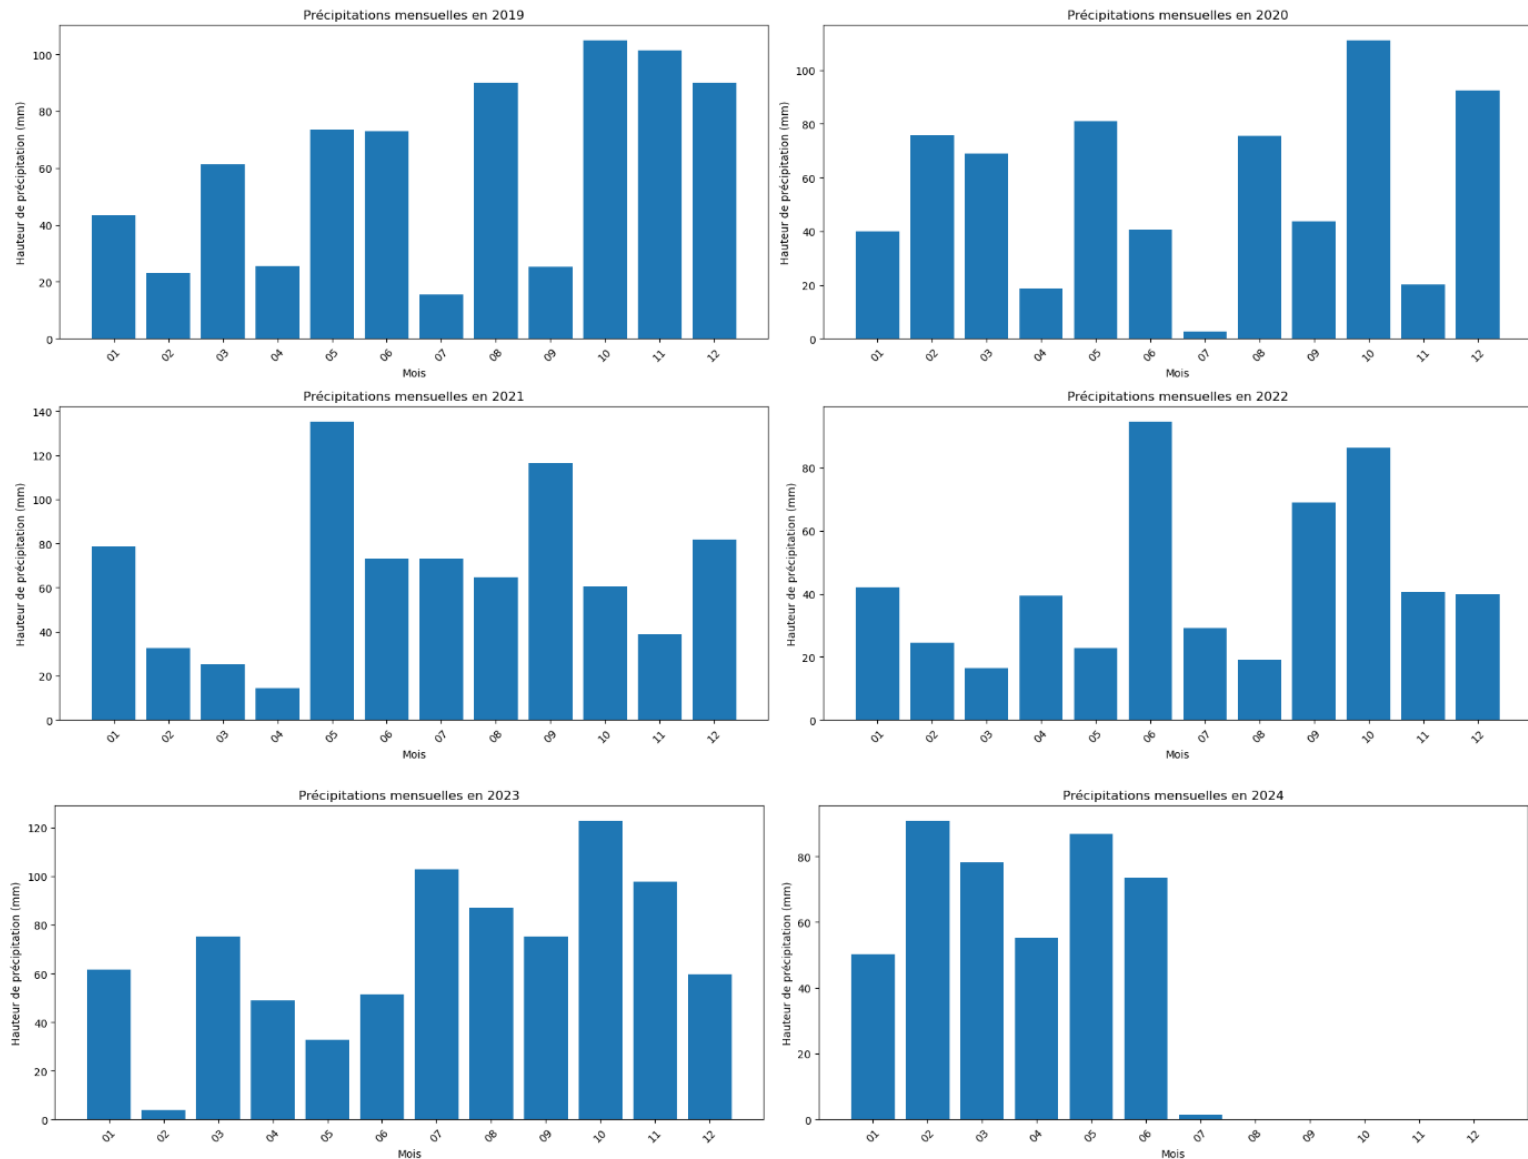 Précipitations mensuelles en 2019
Hauteur de précipitation (mm)
100
80
60
40
20
0
01 02 03 04 05 06 07 08 09 10 11 12
Mois
Précipitations mensuelles en 2020
Hauteur de précipitation (mm)
100
80
60
40
20
0
01 02 03 04 05 06 07 08 09 10 11 12
Mois
Précipitations mensuelles en 2021
Hauteur de précipitation (mm)
140
120
100
80
60
40
20
0
01 02 03 04 05 06 07 08 09 10 11 12
Mois
Précipitations mensuelles en 2022
Hauteur de précipitation (mm)
80
60
40
20
0
01 02 03 04 05 06 07 08 09 10 11 12
Mois
Précipitations mensuelles en 2023
Hauteur de précipitation (mm)
120
100
80
60
40
20
0
01 02 03 04 05 06 07 08 09 10 11 12
Mois
Précipitations mensuelles en 2024
Hauteur de précipitation (mm)
80
60
40
20
0
01 02 03 04 05 06 07 08 09 10 11 12
Mois